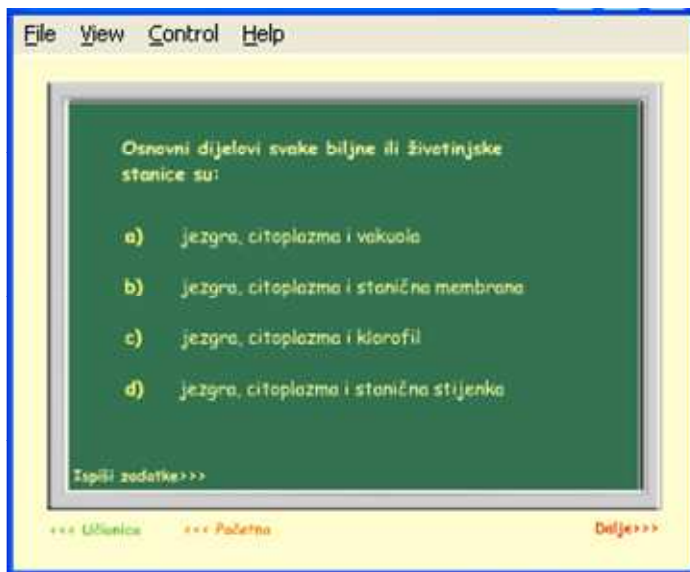 File View Control Help
Osnovni dijelovi svake biljne ili životinjske
stanice su:
a) jezgra, citoplazma i vakuola
b) jezgra, citoplazma i stanična membrana
c) jezgra, citoplazma i klorofil
d) jezgra, citoplazma i stanična stijenka
Ispiši zadatke>>>
<<< Učionica <<< Početna Dalje>>>